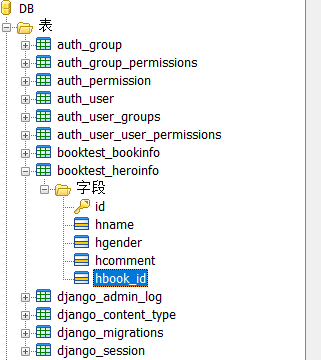 DB
表
auth_group
auth_group_permissions
auth_permission
auth_user
auth_user_groups
auth_user_user_permissions
booktest_bookinfo
booktest_heroinfo
字段
id
hname
hgender
hcomment
hbook_id
django_admin_log
django_content_type
django_migrations
django_session